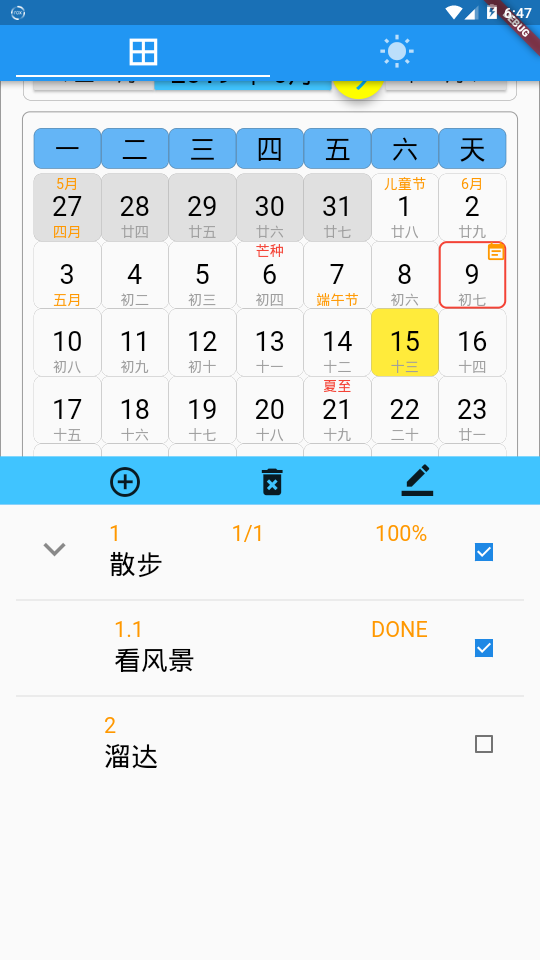 6:47
DEBUG
一 二 三 四 五 六 天
5月 儿童节 6月
27 28 29 30 31 1 2
四月 廿四 廿五 廿六 廿七 廿八 廿九
芒种
3 4 5 6 7 8 9
五月 初二 初三 初四 端午节 初六 初七
10 11 12 13 14 15 16
初八 初九 初十 十一 十二 十三 十四
夏至
17 18 19 20 21 22 23
十五 十六 十七 十八 十九 二十 廿一
1 1/1 100%
散步
1.1 DONE
看风景
2
溜达